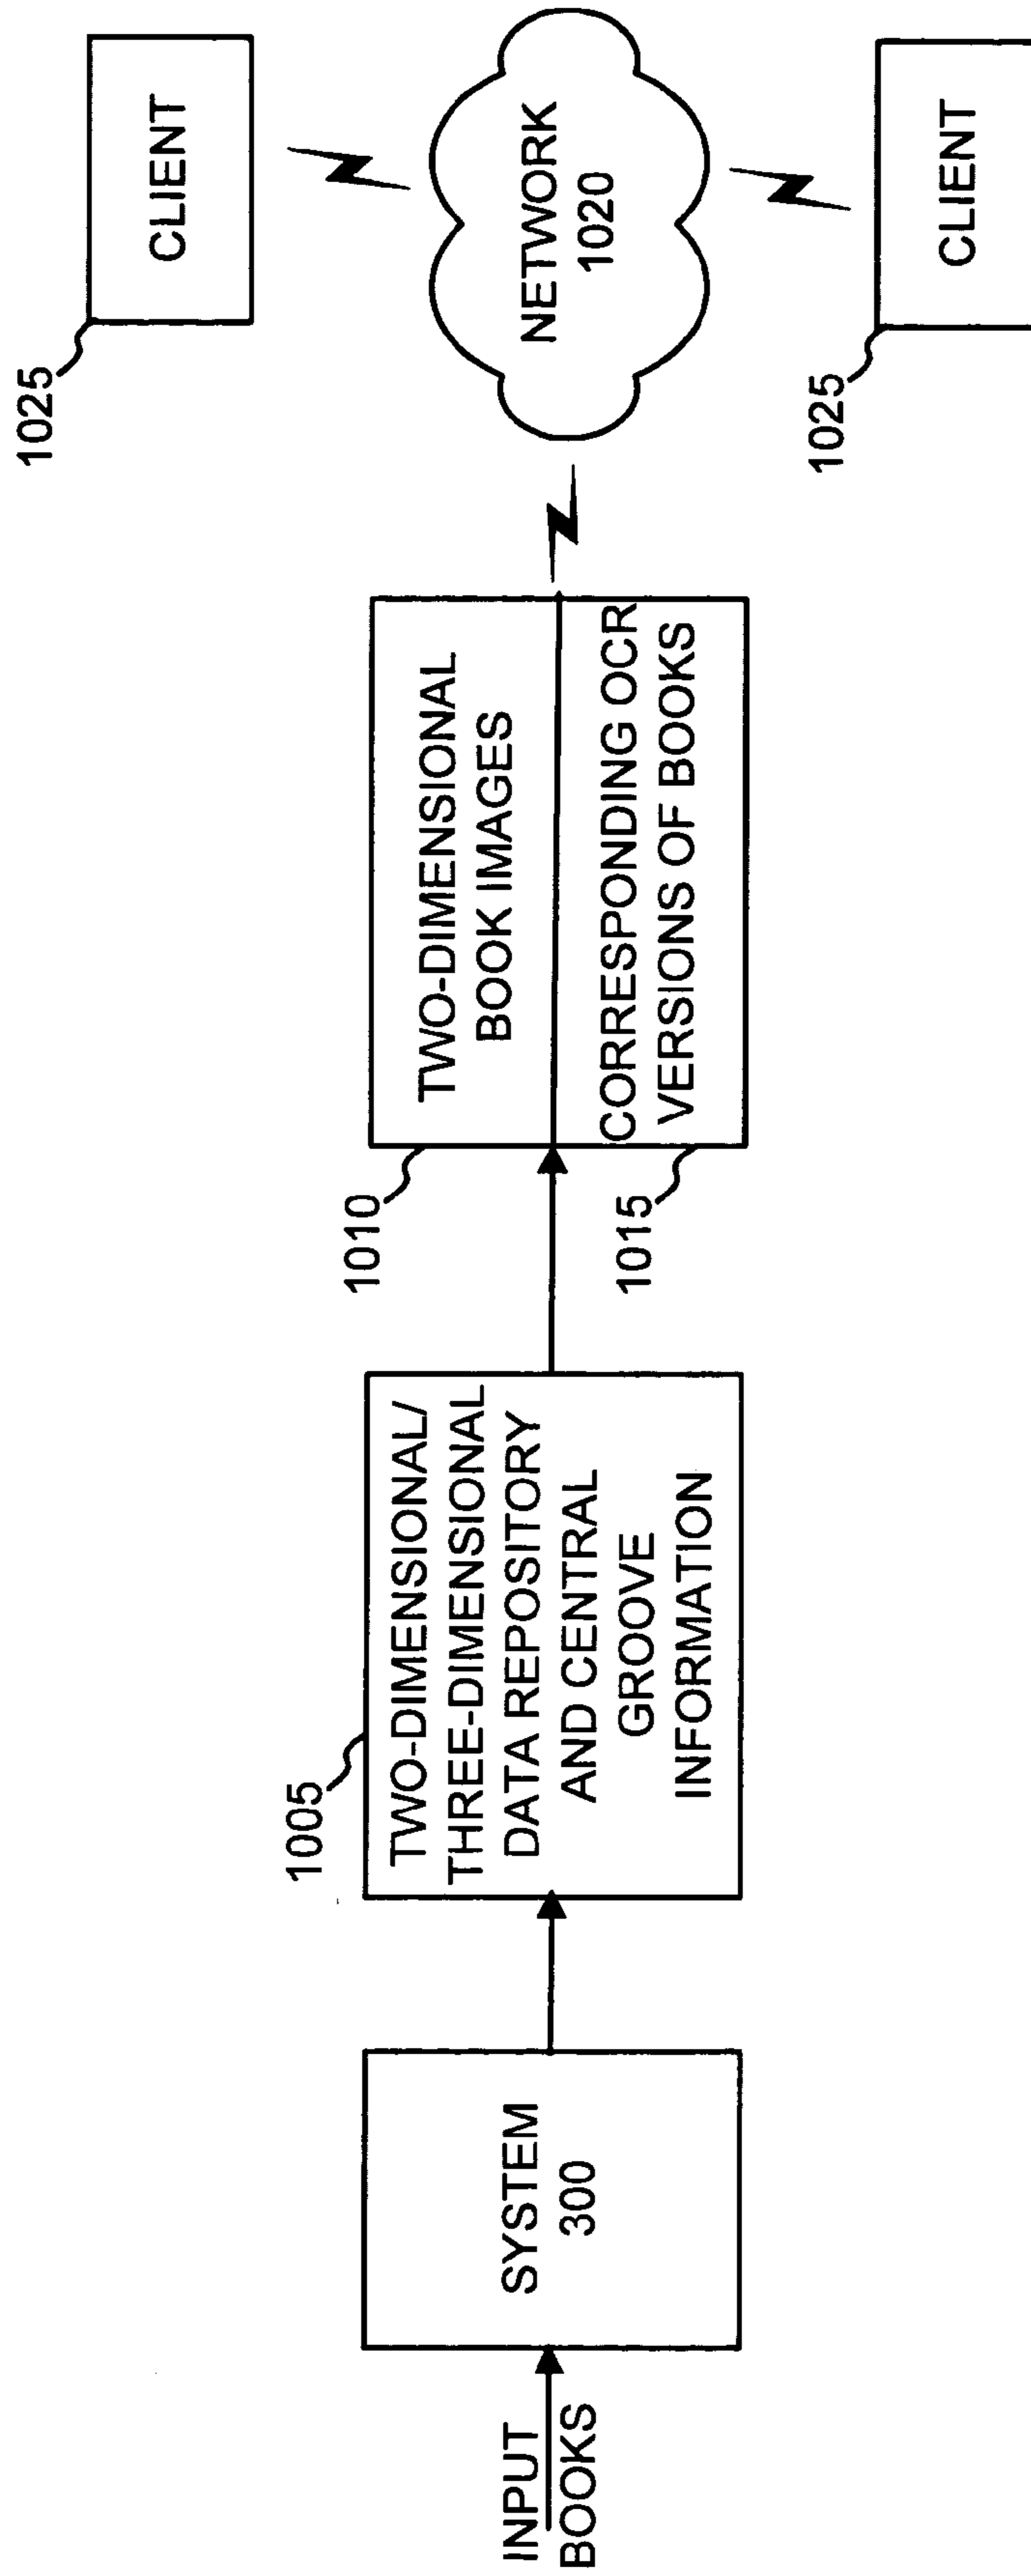 INPUT
BOOKS
SYSTEM
300
1005
TWO-DIMENSIONAL/
THREE-DIMENSIONAL
DATA REPOSITORY
AND CENTRAL
GROOVE
INFORMATION
1010
TWO-DIMENSIONAL
BOOK IMAGES
1015
CORRESPONDING OCR
VERSIONS OF BOOKS
NETWORK
1020
1025
CLIENT
1025
CLIENT